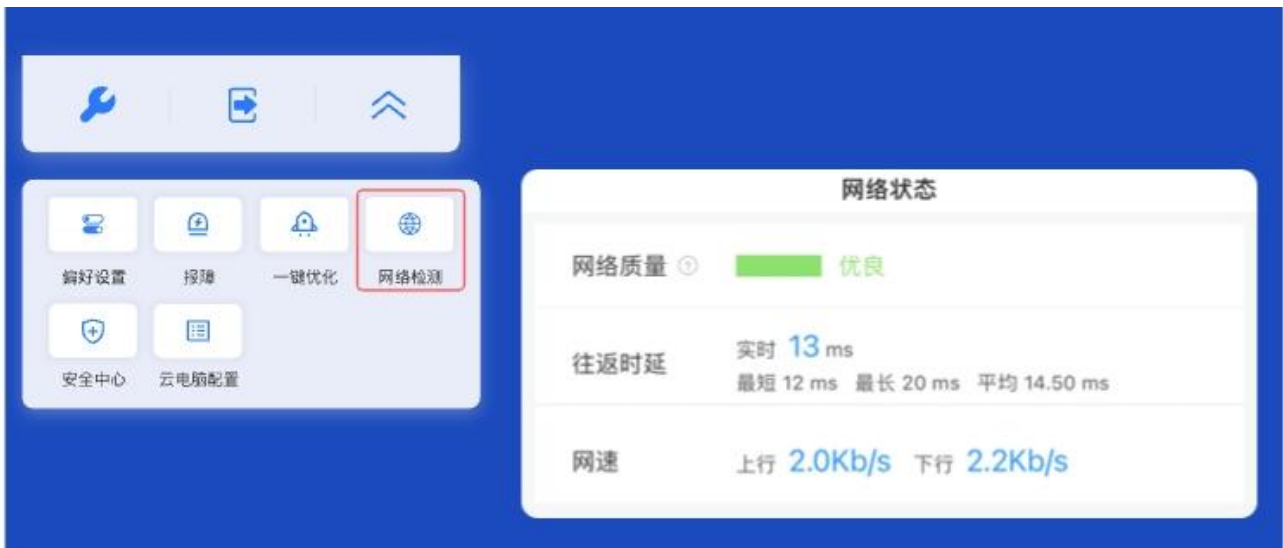 偏好设置 报障 一键优化 网络检测
安全中心 云电脑配置
网络状态
网络质量 优良
往返时延
实时 13 ms
最短 12 ms 最长 20 ms 平均 14.50 ms
网速 上行 2.0Kb/s 下行 2.2Kb/s